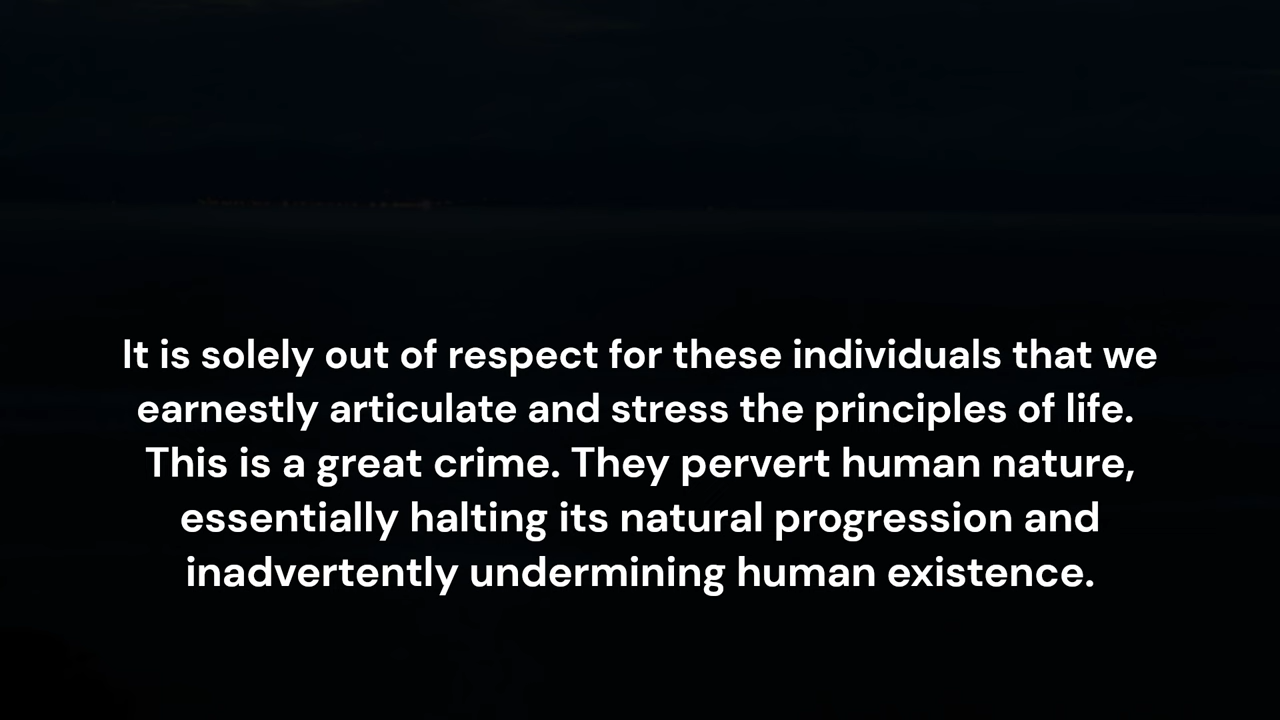 It is solely out of respect for these individuals that we
earnestly articulate and stress the principles of life.
This is a great crime. They pervert human nature,
essentially halting its natural progression and
inadvertently undermining human existence.